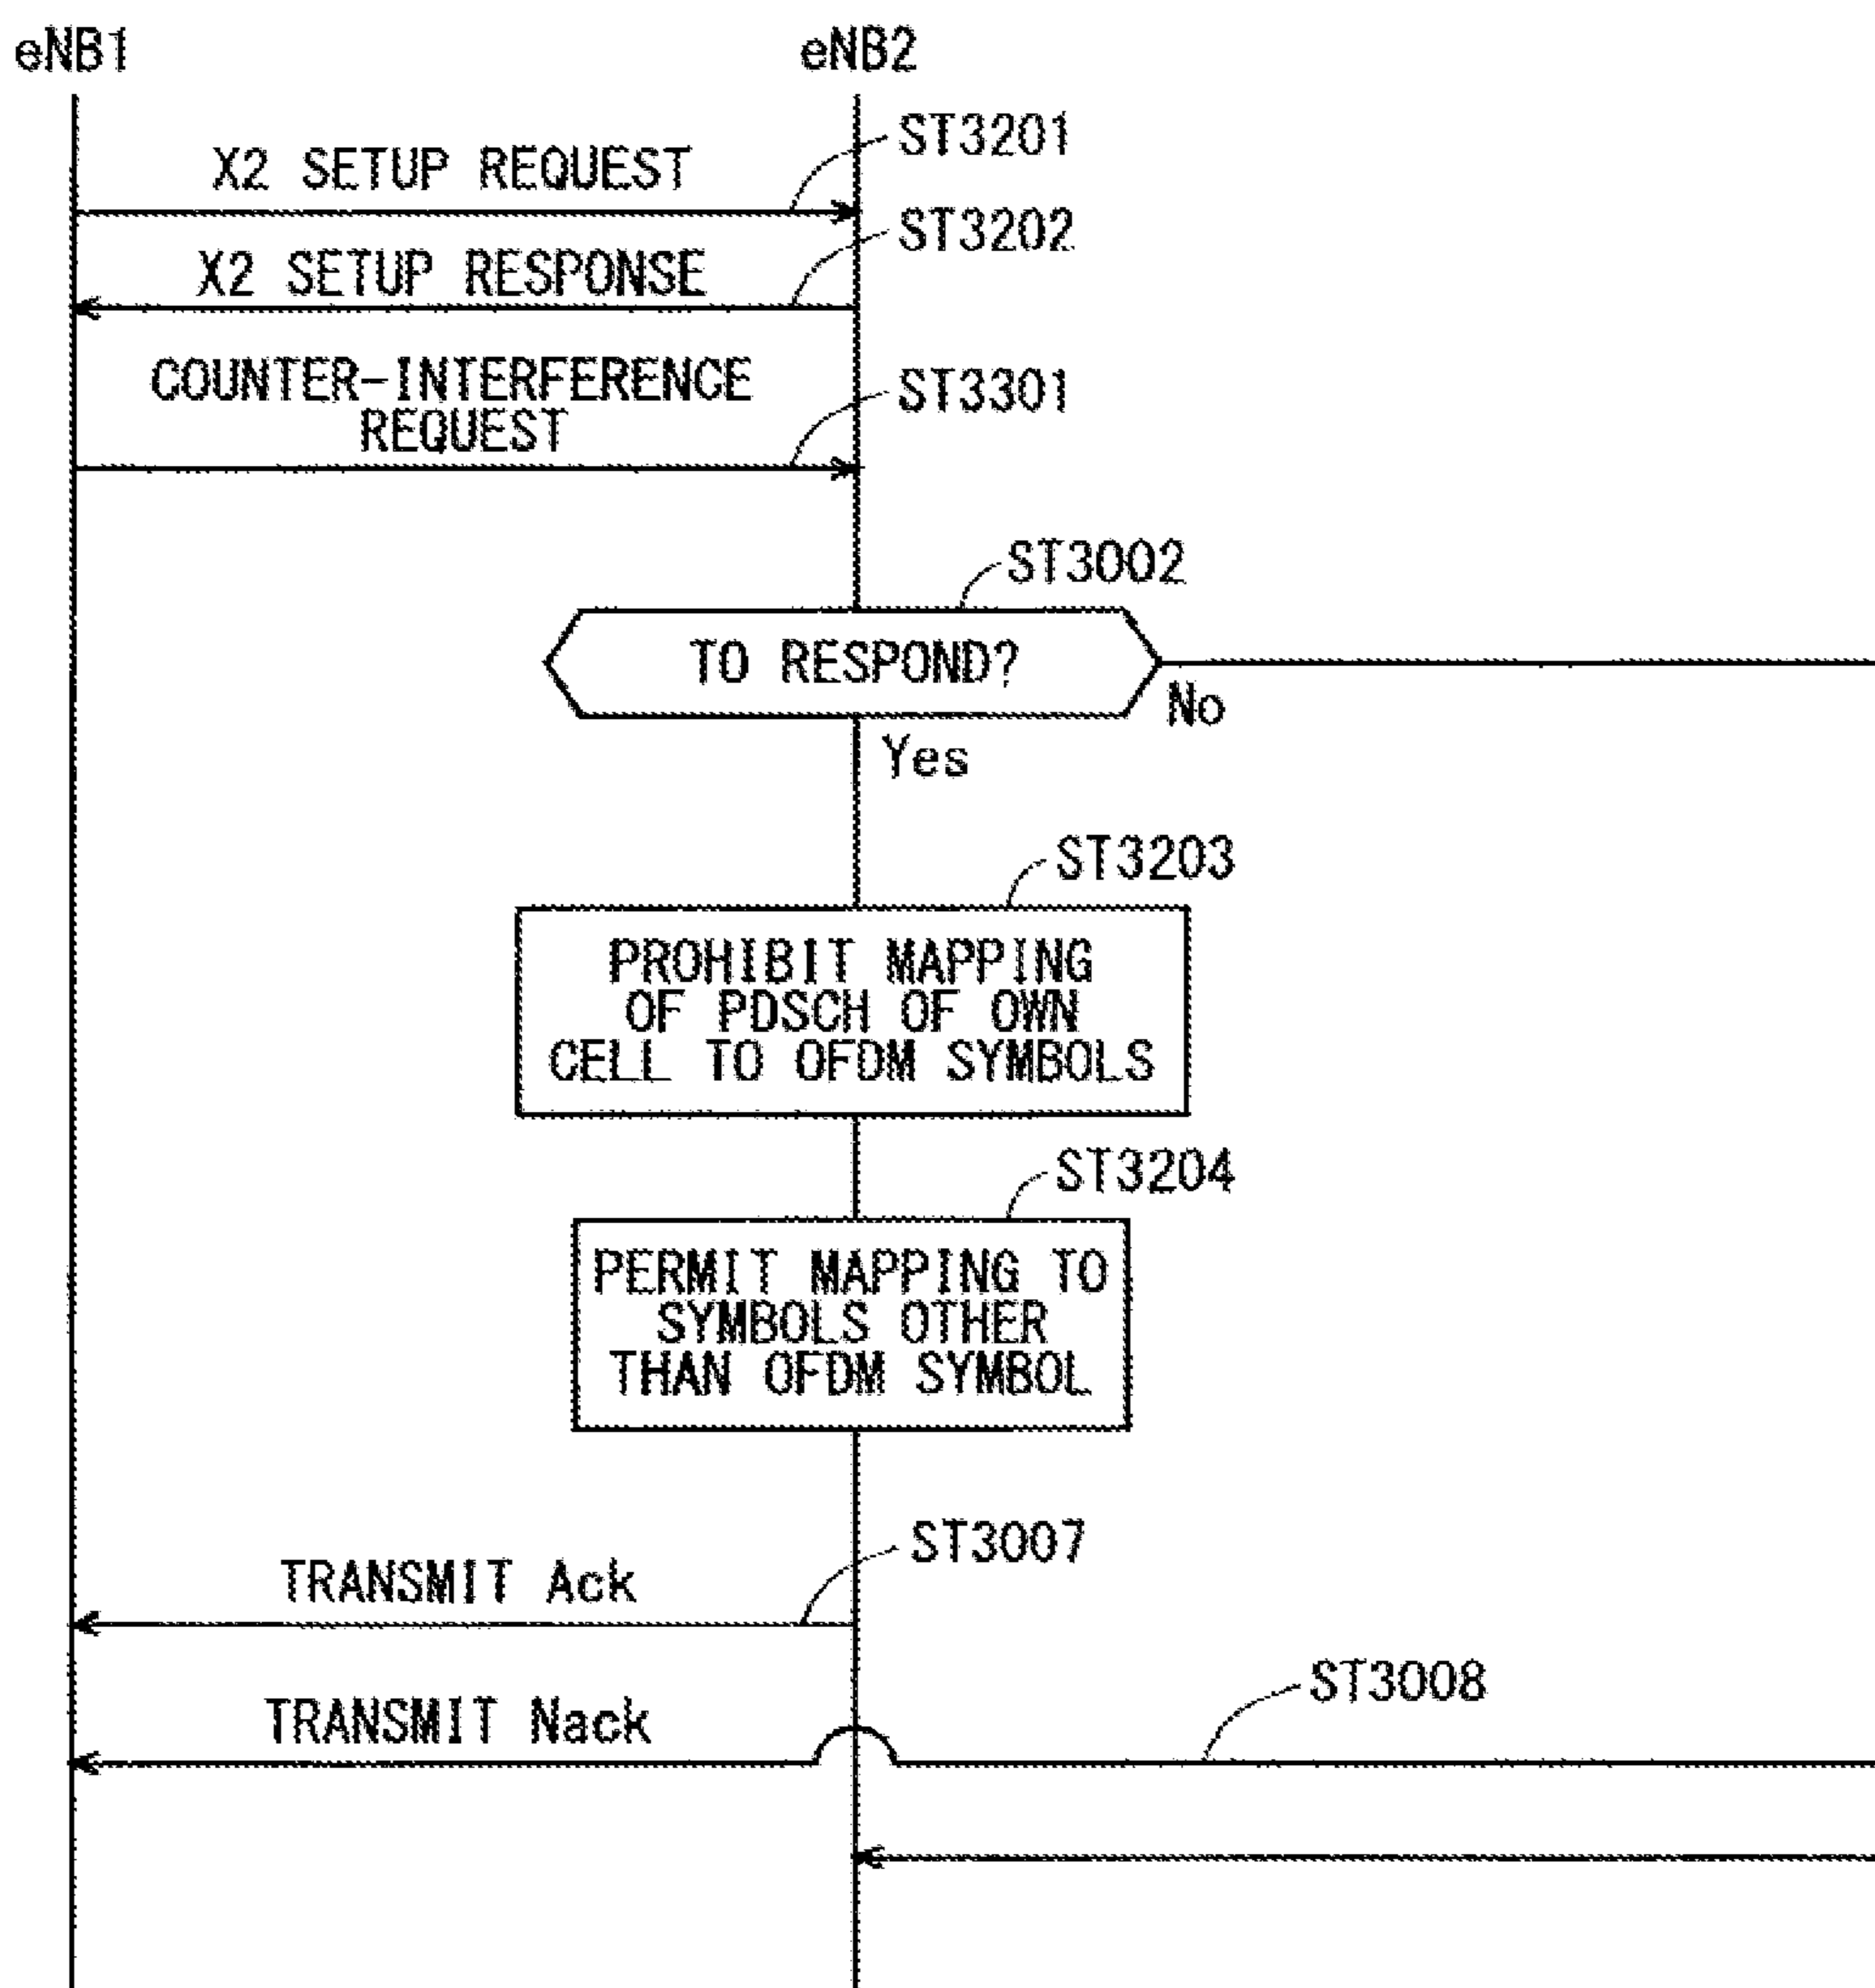 eNB1
eNB2
ST3201
X2 SETUP REQUEST
ST3202
X2 SETUP RESPONSE
COUNTER-INTERFERENCE
REQUEST
ST3301
ST3002
TO RESPOND?
No
Yes
ST3203
PROHIBIT MAPPING
OF PDSCH OF OWN
CELL TO OFDM SYMBOLS
ST3204
PERMIT MAPPING TO
SYMBOLS OTHER
THAN OFDM SYMBOL
ST3007
TRANSMIT Ack
ST3008
TRANSMIT Nack